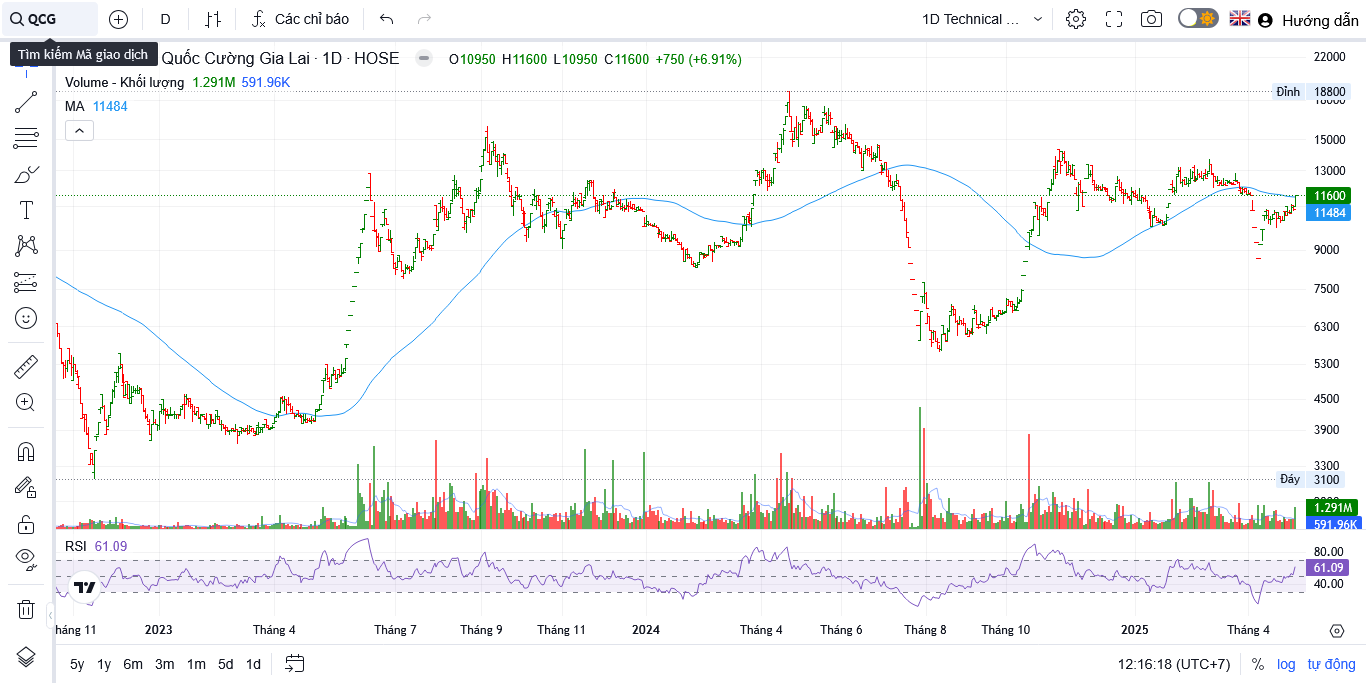 QCG
D
Các chỉ báo
1D Technical ...
Hướng dẫn
Tìm kiếm Mã giao dịch
Quốc Cường Gia Lai · 1D · HOSE
O10950 H11600 L10950 C11600 +750 (+6.91%)
Volume - Khối lượng 1.291M 591.96K
MA 11484
22000
Đỉnh 18800
18000
15000
13000
11600
11484
9000
7500
6300
5300
4500
3900
3300
Đáy 3100
1.291M
591.96K
RSI 61.09
80.00
61.09
40.00
háng 11 2023 Tháng 4 Tháng 7 Tháng 9 Tháng 11 2024 Tháng 4 Tháng 6 Tháng 8 Tháng 10 2025 Tháng 4
5y 1y 6m 3m 1m 5d 1d
12:16:18 (UTC+7) % log tự động